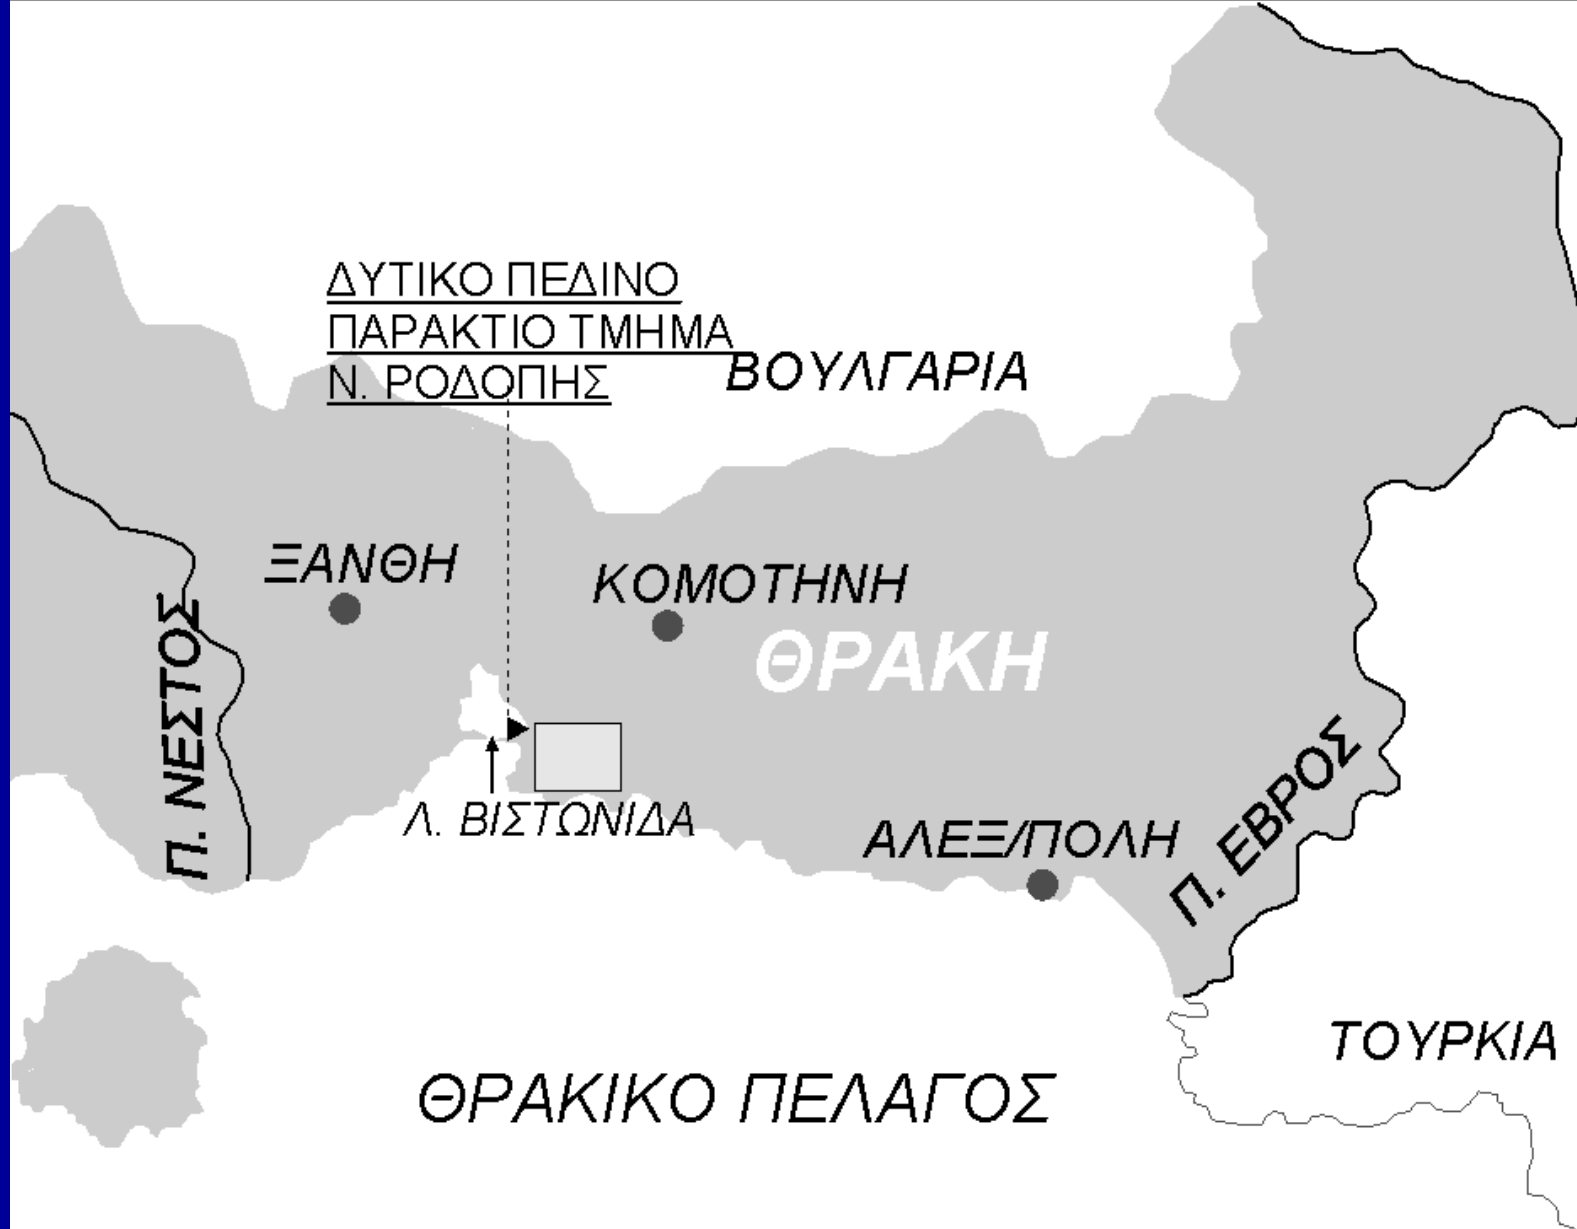 ΔΥΤΙΚΟ ΠΕΔΙΝΟ
ΠΑΡΑΚΤΙΟ ΤΜΗΜΑ
Ν. ΡΟΔΟΠΗΣ
ΒΟΥΛΓΑΡΙΑ
ΞΑΝΘΗ
ΚΟΜΟΤΗΝΗ
ΘΡΑΚΗ
Π. ΝΕΣΤΟΣ
Λ. ΒΙΣΤΩΝΙΔΑ
ΑΛΕΞ/ΠΟΛΗ
Π. ΕΒΡΟΣ
ΤΟΥΡΚΙΑ
ΘΡΑΚΙΚΟ ΠΕΛΑΓΟΣ